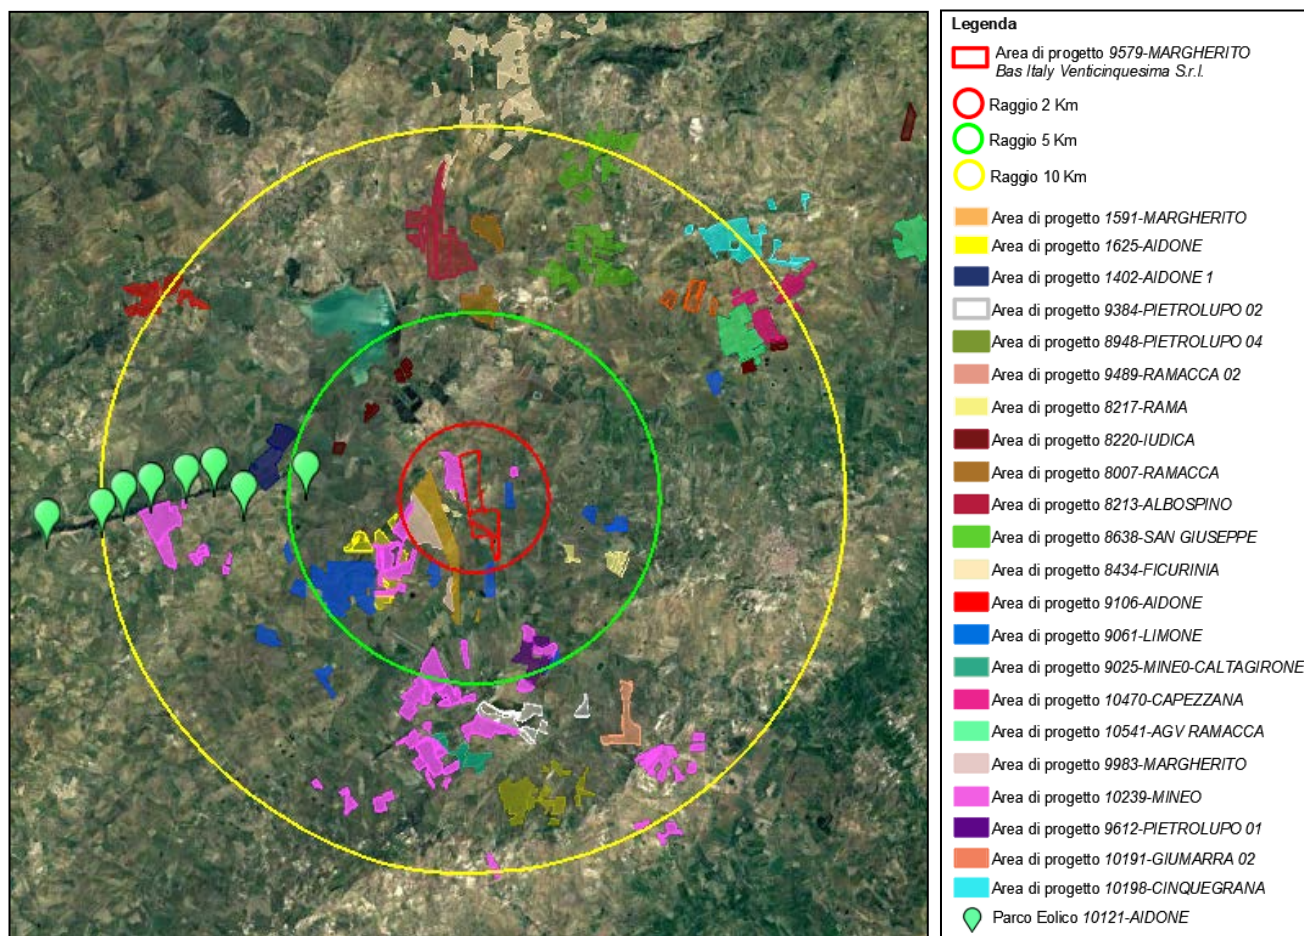 Legenda
Area di progetto 9579-MARGHERITO
Bas Italy Venticinquesima S.r.l.
Raggio 2 Km
Raggio 5 Km
Raggio 10 Km
Area di progetto 1591-MARGHERITO
Area di progetto 1625-AIDONE
Area di progetto 1402-AIDONE 1
Area di progetto 9384-PIETROLUPO 02
Area di progetto 8948-PIETROLUPO 04
Area di progetto 9489-RAMACCA 02
Area di progetto 8217-RAMA
Area di progetto 8220-IUDICA
Area di progetto 8007-RAMACCA
Area di progetto 8213-ALBOSPINO
Area di progetto 8638-SAN GIUSEPPE
Area di progetto 8434-FICURINIA
Area di progetto 9106-AIDONE
Area di progetto 9061-LIMONE
Area di progetto 9025-MINE0-CALTAGIRONE
Area di progetto 10470-CAPEZZANA
Area di progetto 10541-AGV RAMACCA
Area di progetto 9983-MARGHERITO
Area di progetto 10239-MINEO
Area di progetto 9612-PIETROLUPO 01
Area di progetto 10191-GIUMARRA 02
Area di progetto 10198-CINQUEGRANA
Parco Eolico 10121-AIDONE